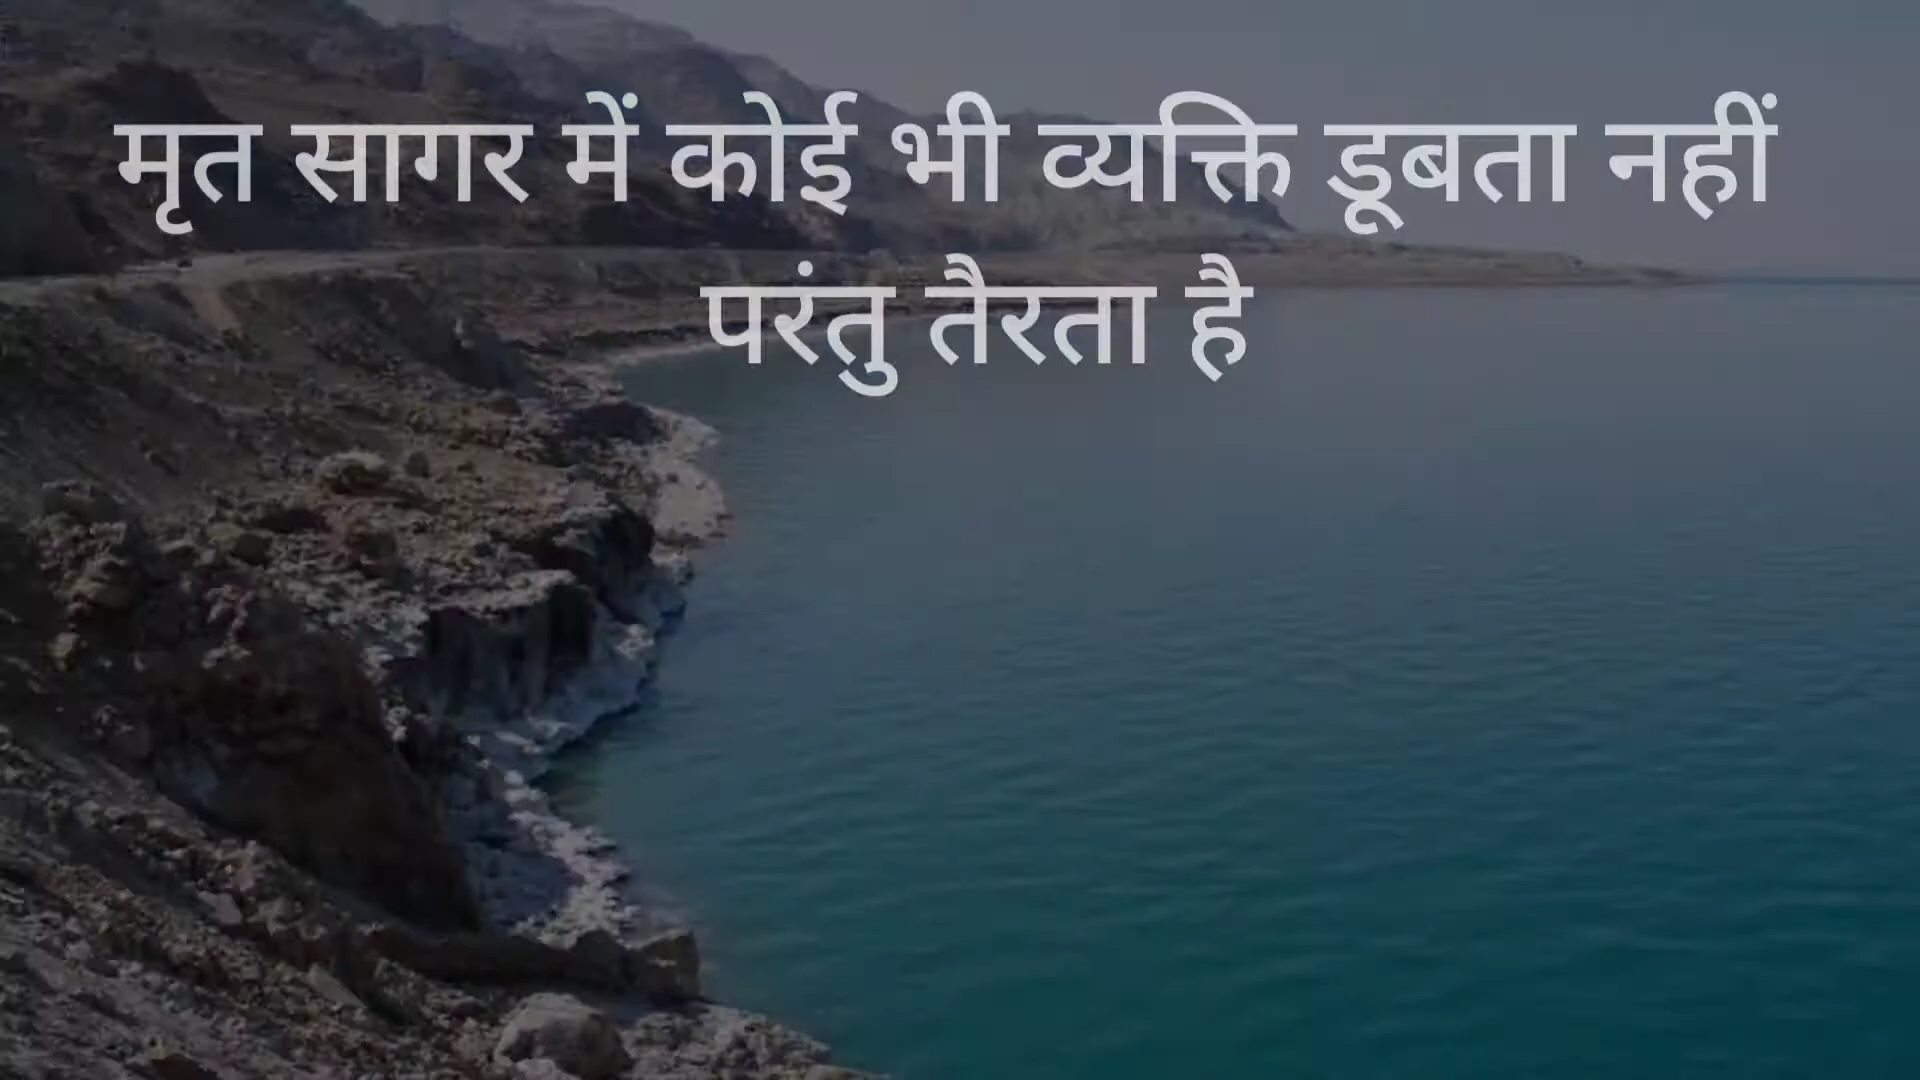 मृत सागर में कोई भी व्यक्ति डूबता नहीं
परंतु तैरता है